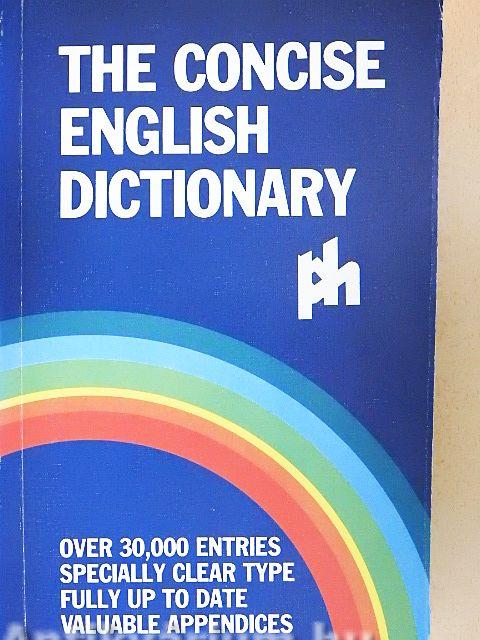 THE CONCISE
ENGLISH
DICTIONARY
ph
OVER 30,000 ENTRIES
SPECIALLY CLEAR TYPE
FULLY UP TO DATE
VALUABLE APPENDICES